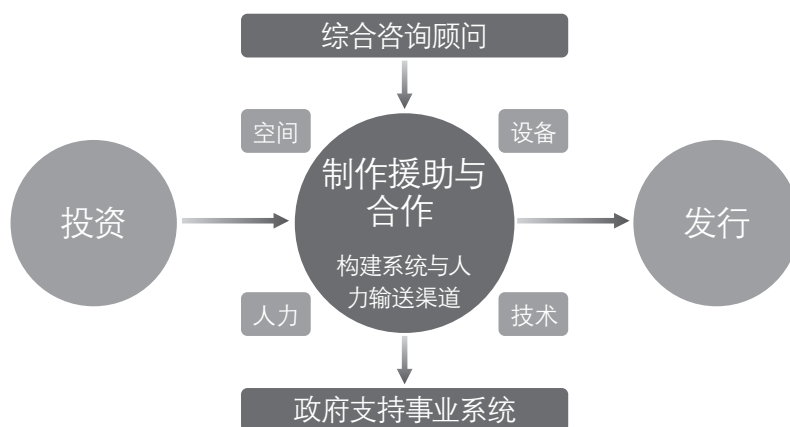 综合咨询顾问
空间
设备
制作援助与
合作
投资
发行
构建系统与人
力输送渠道
人力
技术
政府支持事业系统